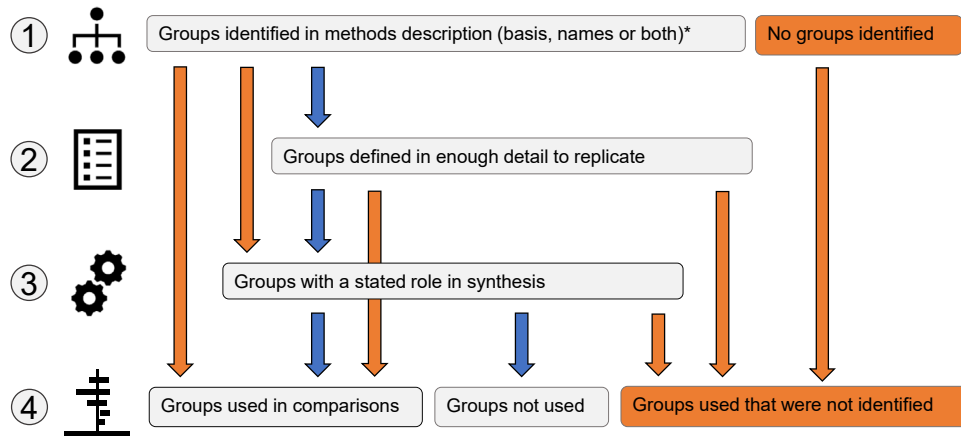 1
Groups identified in methods description (basis, names or both)*
No groups identified
2
Groups defined in enough detail to replicate
3
Groups with a stated role in synthesis
4
Groups used in comparisons
Groups not used
Groups used that were not identified